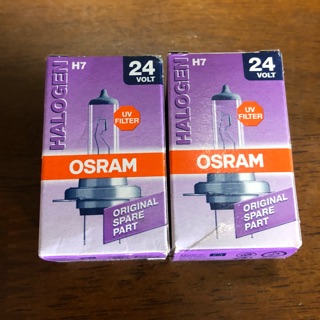 HALOGEN
H7
24
VOLT
UV
FILTER
OSRAM
ORIGINAL
SPARE
PART
HALOGEN
H7
24
VOLT
UV
FILTER
OSRAM
ORIGINAL
SPARE
PART